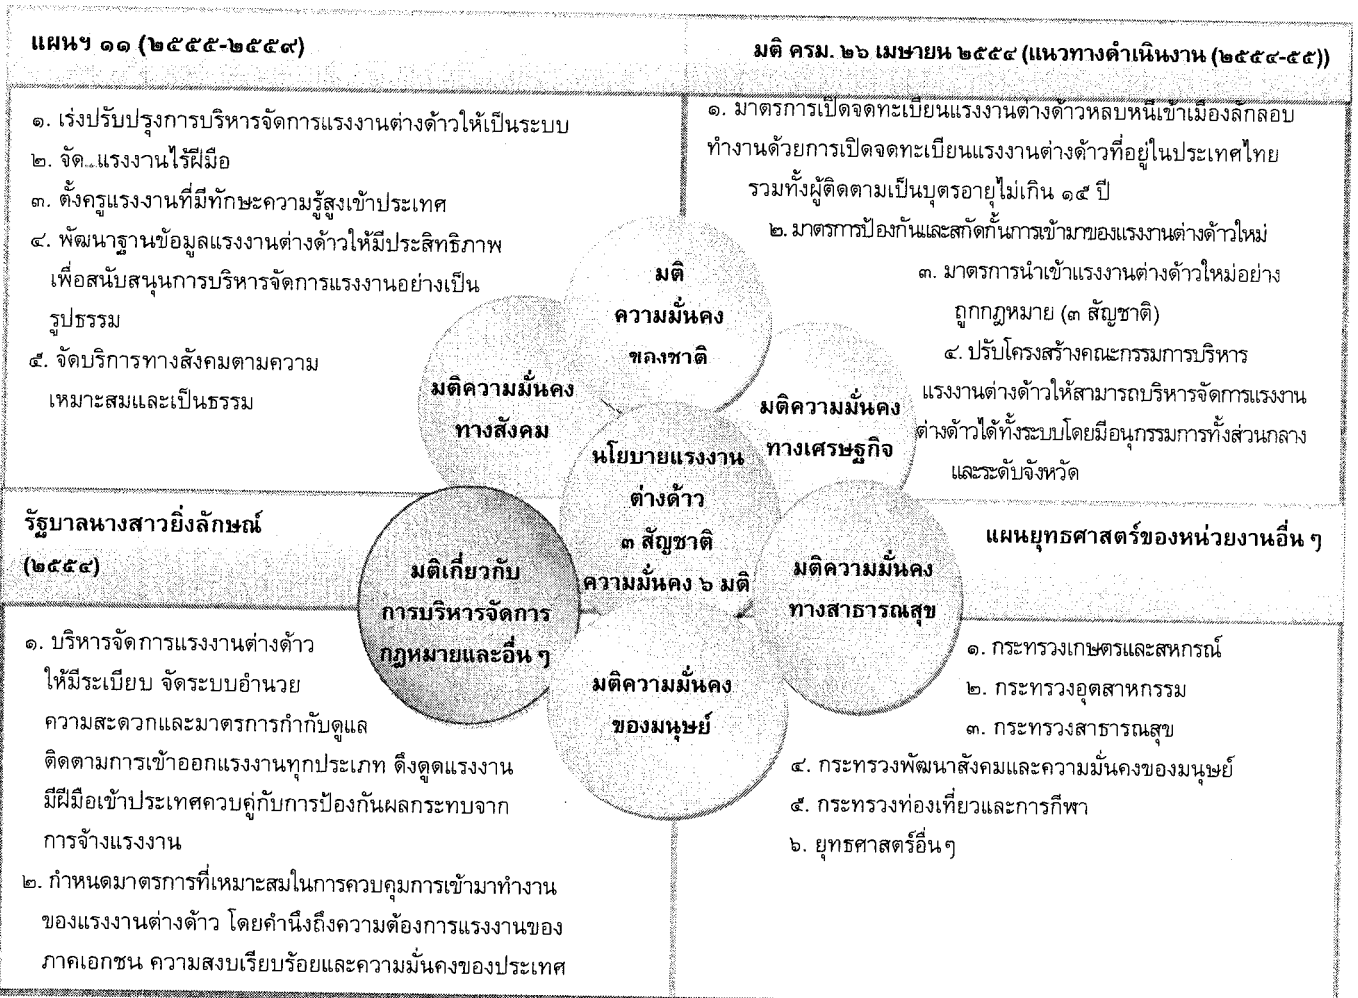 แผนฯ ๑๑ (๒๕๕๕-๒๕๕๙)
๑. เร่งปรับปรุงการบริหารจัดการแรงงานต่างด้าวให้เป็นระบบ
๒. จัด...แรงงานไร้ฝีมือ
๓. ตั้งครูแรงงานที่มีทักษะความรู้สูงเข้าประเทศ
๔. พัฒนาฐานข้อมูลแรงงานต่างด้าวให้มีประสิทธิภาพ
เพื่อสนับสนุนการบริหารจัดการแรงงานอย่างเป็น
รูปธรรม
๕. จัดบริการทางสังคมตามความ
เหมาะสมและเป็นธรรม
มติ ครม. ๒๖ เมษายน ๒๕๕๔ (แนวทางดำเนินงาน (๒๕๕๔-๕๕))
๑. มาตรการเปิดจดทะเบียนแรงงานต่างด้าวหลบหนีเข้าเมืองลักลอบ
ทำงานด้วยการเปิดจดทะเบียนแรงงานต่างด้าวที่อยู่ในประเทศไทย
รวมทั้งผู้ติดตามเป็นบุตรอายุไม่เกิน ๑๕ ปี
๒. มาตรการป้องกันและสกัดกั้นการเข้ามาของแรงงานต่างด้าวใหม่
๓. มาตรการนำเข้าแรงงานต่างด้าวใหม่อย่าง
ถูกกฎหมาย (๓ สัญชาติ)
๔. ปรับโครงสร้างคณะกรรมการบริหาร
แรงงานต่างด้าวให้สามารถบริหารจัดการแรงงาน
ต่างด้าวได้ทั้งระบบโดยมีอนุกรรมการทั้งส่วนกลาง
และระดับจังหวัด
มติ
ความมั่นคง
ของชาติ
มติความมั่นคง
ทางสังคม
มติความมั่นคง
ทางเศรษฐกิจ
นโยบายแรงงาน
ต่างด้าว
๓ สัญชาติ
ความมั่นคง ๖ มติ
มติเกี่ยวกับ
การบริหารจัดการ
กฎหมายและอื่น ๆ
มติความมั่นคง
ทางสาธารณสุข
มติความมั่นคง
ของมนุษย์
รัฐบาลนางสาวยิ่งลักษณ์
(๒๕๕๔)
๑. บริหารจัดการแรงงานต่างด้าว
ให้มีระเบียบ จัดระบบอำนวย
ความสะดวกและมาตรการกำกับดูแล
ติดตามการเข้าออกแรงงานทุกประเภท ดึงดูดแรงงาน
มีฝีมือเข้าประเทศควบคู่กับการป้องกันผลกระทบจาก
การจ้างแรงงาน
๒. กำหนดมาตรการที่เหมาะสมในการควบคุมการเข้ามาทำงาน
ของแรงงานต่างด้าว โดยคำนึงถึงความต้องการแรงงานของ
ภาคเอกชน ความสงบเรียบร้อยและความมั่นคงของประเทศ
แผนยุทธศาสตร์ของหน่วยงานอื่น ๆ
๑. กระทรวงเกษตรและสหกรณ์
๒. กระทรวงอุตสาหกรรม
๓. กระทรวงสาธารณสุข
๔. กระทรวงพัฒนาสังคมและความมั่นคงของมนุษย์
๕. กระทรวงท่องเที่ยวและการกีฬา
๖. ยุทธศาสตร์อื่นๆ